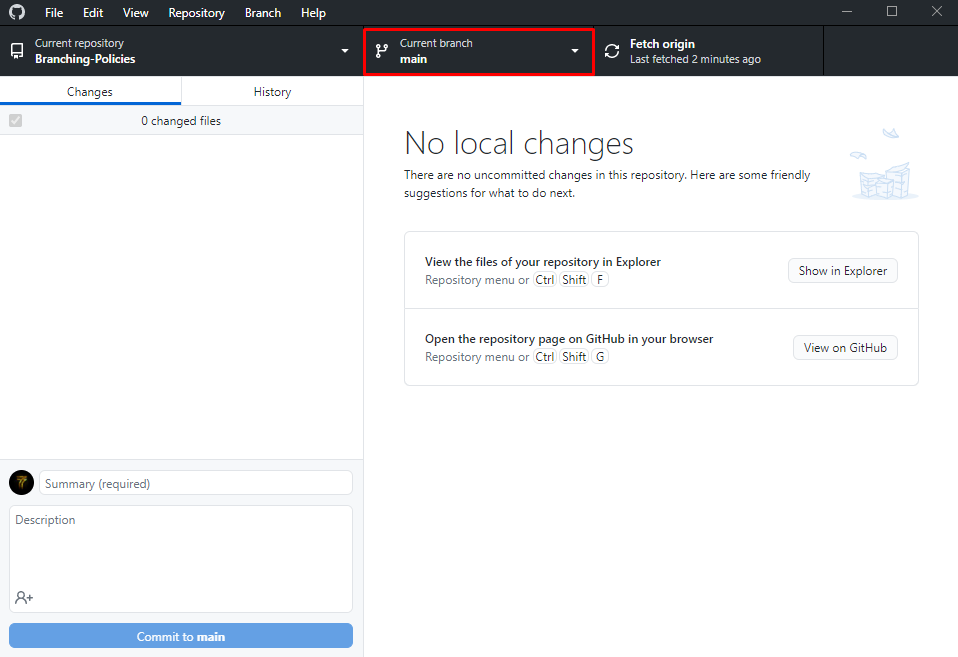 File Edit View Repository Branch Help
Current repository
Branching-Policies
Current branch
main
Fetch origin
Last fetched 2 minutes ago
Changes
History
0 changed files
No local changes
There are no uncommitted changes in this repository. Here are some friendly
suggestions for what to do next.
View the files of your repository in Explorer
Repository menu or Ctrl Shift F
Show in Explorer
Open the repository page on GitHub in your browser
Repository menu or Ctrl Shift G
View on GitHub
Summary (required)
Description
Commit to main